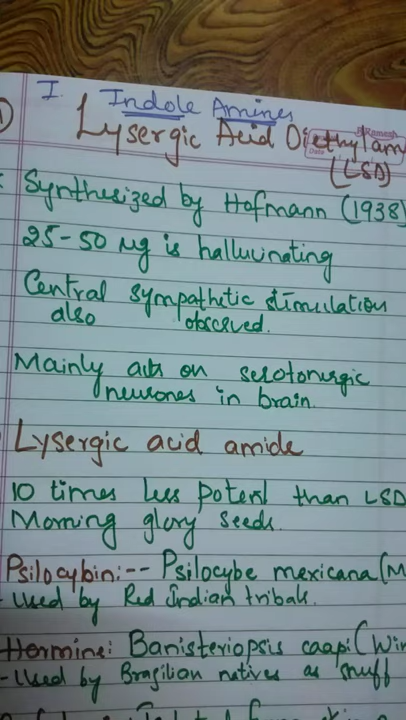 I. Indole Amines
Lysergic Acid Diethylam
(LSD)
Synthesized by Hofmann (1938)
25-50 μg is hallucinating
Central sympathetic stimulation
also observed.
Mainly acts on serotonergic
neurones in brain.
Lysergic acid amide
10 times less potent than LSD
Morning glory seeds.
Psilocybin:-- Psilocybe mexicana (M
- Used by Red Indian tribals.
Harmine: Banisteriopsis caapi (Win
- Used by Brazilian natives as snuff